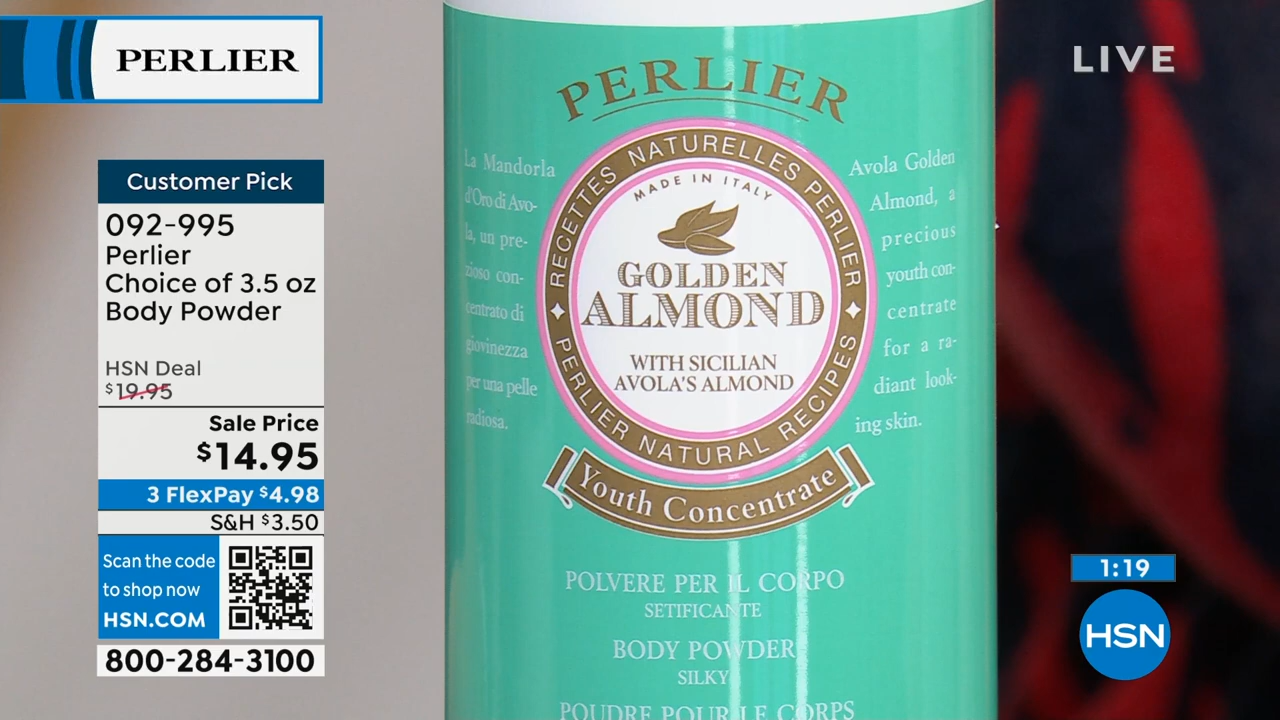 PERLIER
LIVE
Customer Pick
092-995
Perlier
Choice of 3.5 oz
Body Powder
HSN Deal
$19.95
Sale Price
$14.95
3 FlexPay $4.98
S&H $3.50
Scan the code
to shop now
HSN.COM
800-284-3100
PERLIER
La Mandorla
d'Oro di Avo-
la, un pre-
zioso con-
centrato di
giovinezza
per una pelle
radiosa.
RECETTES NATURELLES PERLIER
MADE IN ITALY
GOLDEN
ALMOND
WITH SICILIAN
AVOLA'S ALMOND
PERLIER NATURAL RECIPES
Avola Golden
Almond, a
precious
youth con-
centrate
for a ra-
diant look-
ing skin.
Youth Concentrate
POLVERE PER IL CORPO
SETIFICANTE
BODY POWDER
SILKY
POUDRE POUR LE CORPS
1:19
HSN